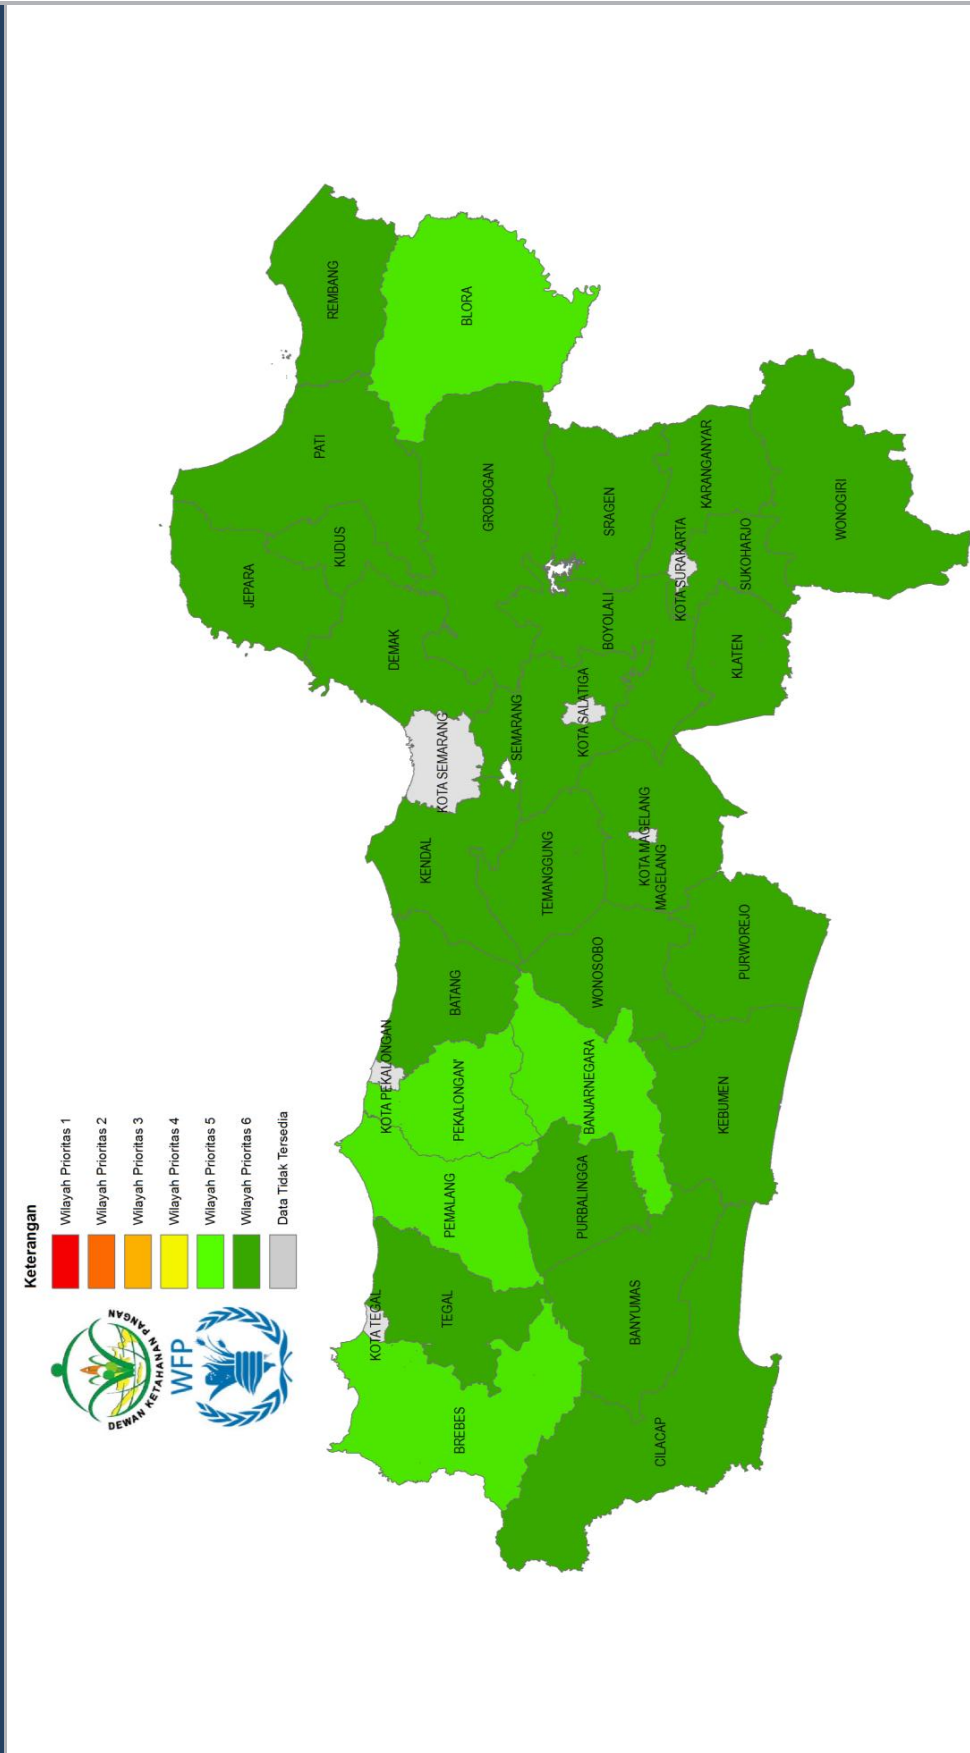 Keterangan
Wilayah Prioritas 1
Wilayah Prioritas 2
Wilayah Prioritas 3
Wilayah Prioritas 4
Wilayah Prioritas 5
Wilayah Prioritas 6
Data Tidak Tersedia
DEWAN KETAHANAN PANGAN
WFP
JEPARA
PATI
REMBANG
KUDUS
DEMAK
BLORA
GROBOGAN
KOTA TEGAL
KOTA PEKALONGAN
KOTA SEMARANG
KENDAL
BREBES
TEGAL
PEMALANG
PEKALONGAN'
BATANG
SEMARANG
TEMANGGUNG
KOTA SALATIGA
BOYOLALI
SRAGEN
PURBALINGGA
BANJARNEGARA
WONOSOBO
BANYUMAS
CILACAP
KOTA MAGELANG
MAGELANG
KOTA SURAKARTA
KARANGANYAR
KEBUMEN
PURWOREJO
KLATEN
SUKOHARJO
WONOGIRI